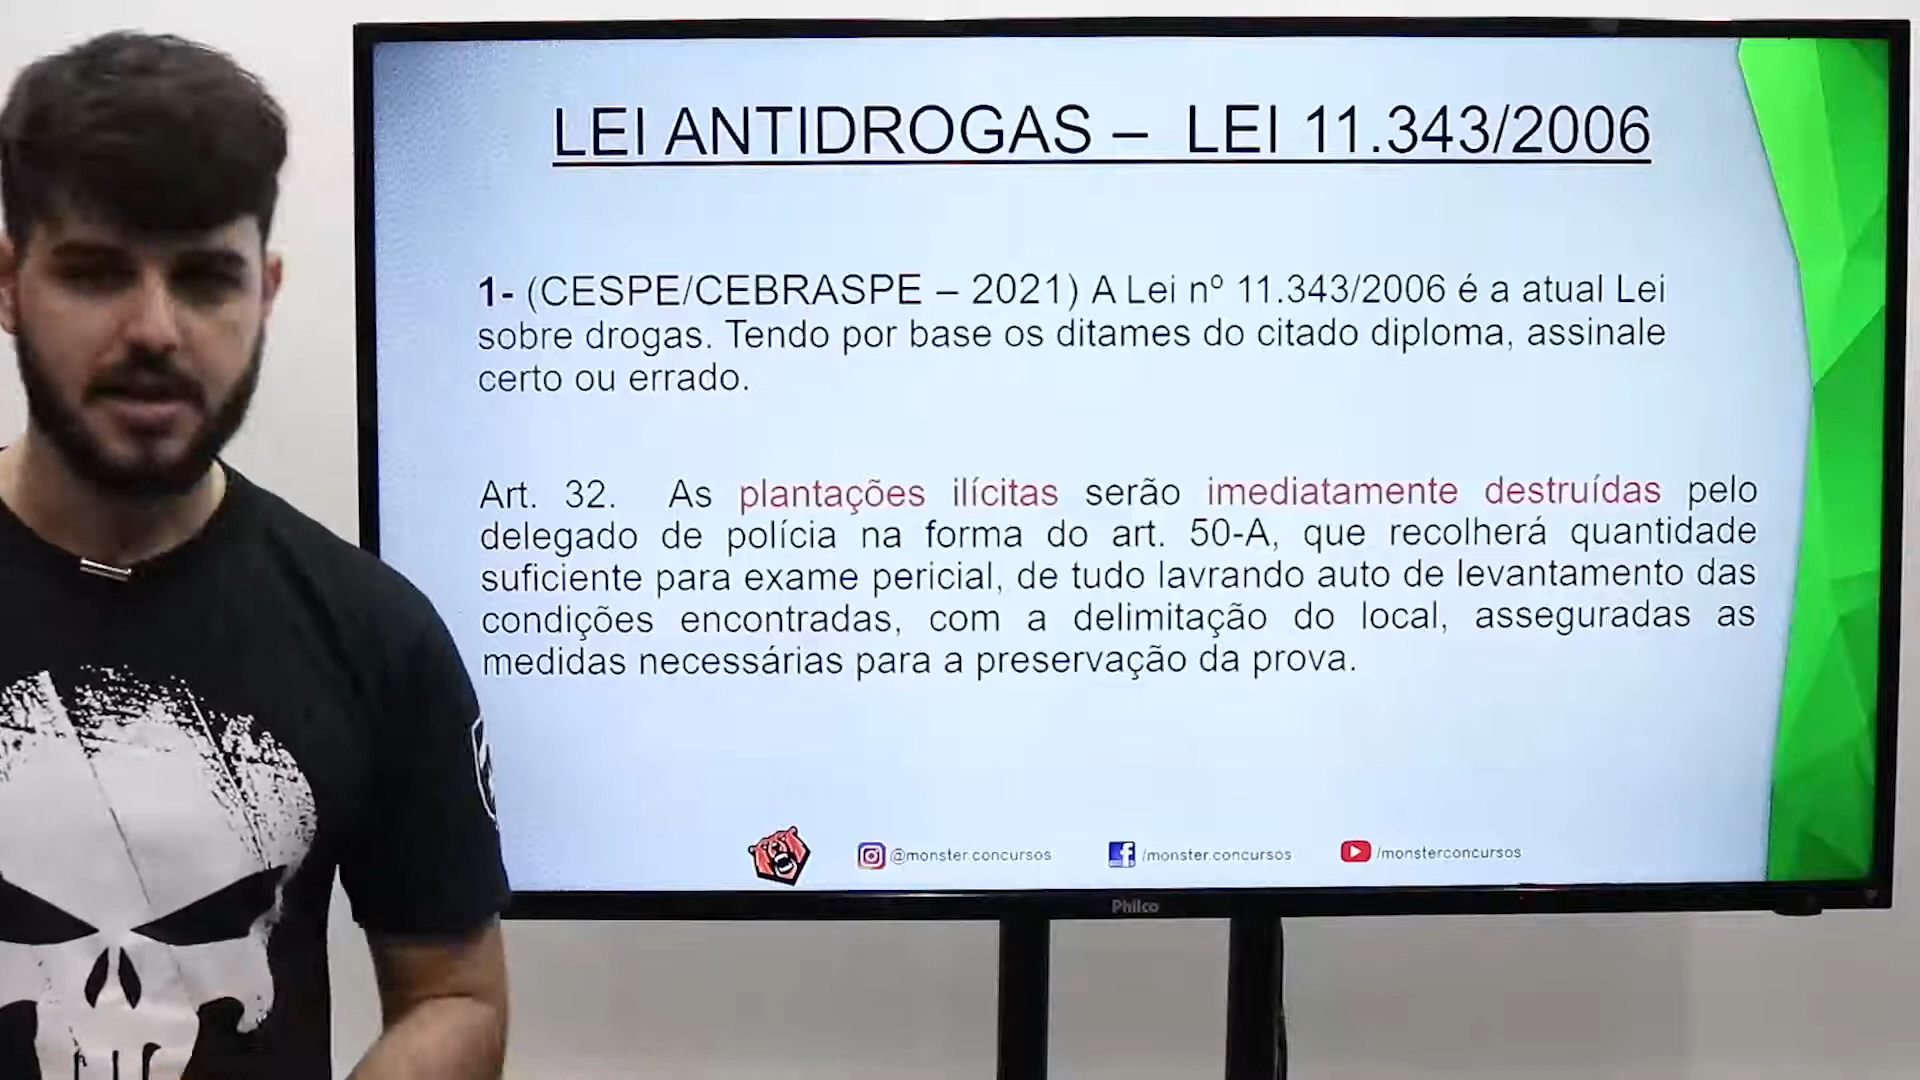 LEI ANTIDROGAS – LEI 11.343/2006
1- (CESPE/CEBRASPE – 2021) A Lei nº 11.343/2006 é a atual Lei
sobre drogas. Tendo por base os ditames do citado diploma, assinale
certo ou errado.
Art. 32. As plantações ilícitas serão imediatamente destruídas pelo
delegado de polícia na forma do art. 50-A, que recolherá quantidade
suficiente para exame pericial, de tudo lavrando auto de levantamento das
condições encontradas, com a delimitação do local, asseguradas as
medidas necessárias para a preservação da prova.
@monster.concursos
/monster.concursos
/monsterconcursos
Philco